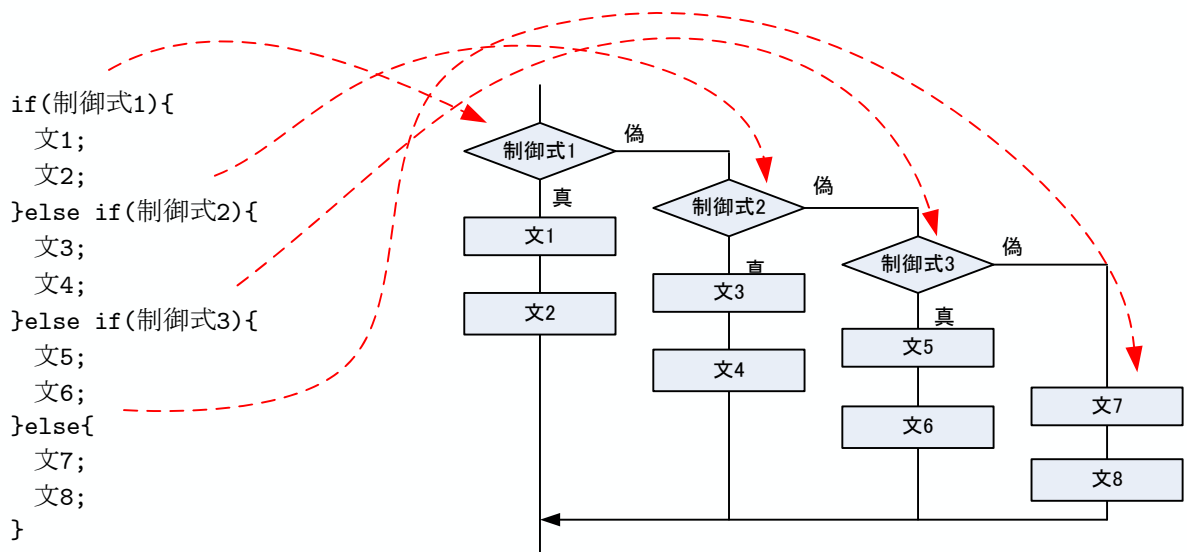 if(制御式1){
文1;
文2;
}else if(制御式2){
文3;
文4;
}else if(制御式3){
文5;
文6;
}else{
文7;
文8;
}
制御式1
偽
真
文1
文2
制御式2
偽
真
文3
文4
制御式3
偽
真
文5
文6
文7
文8